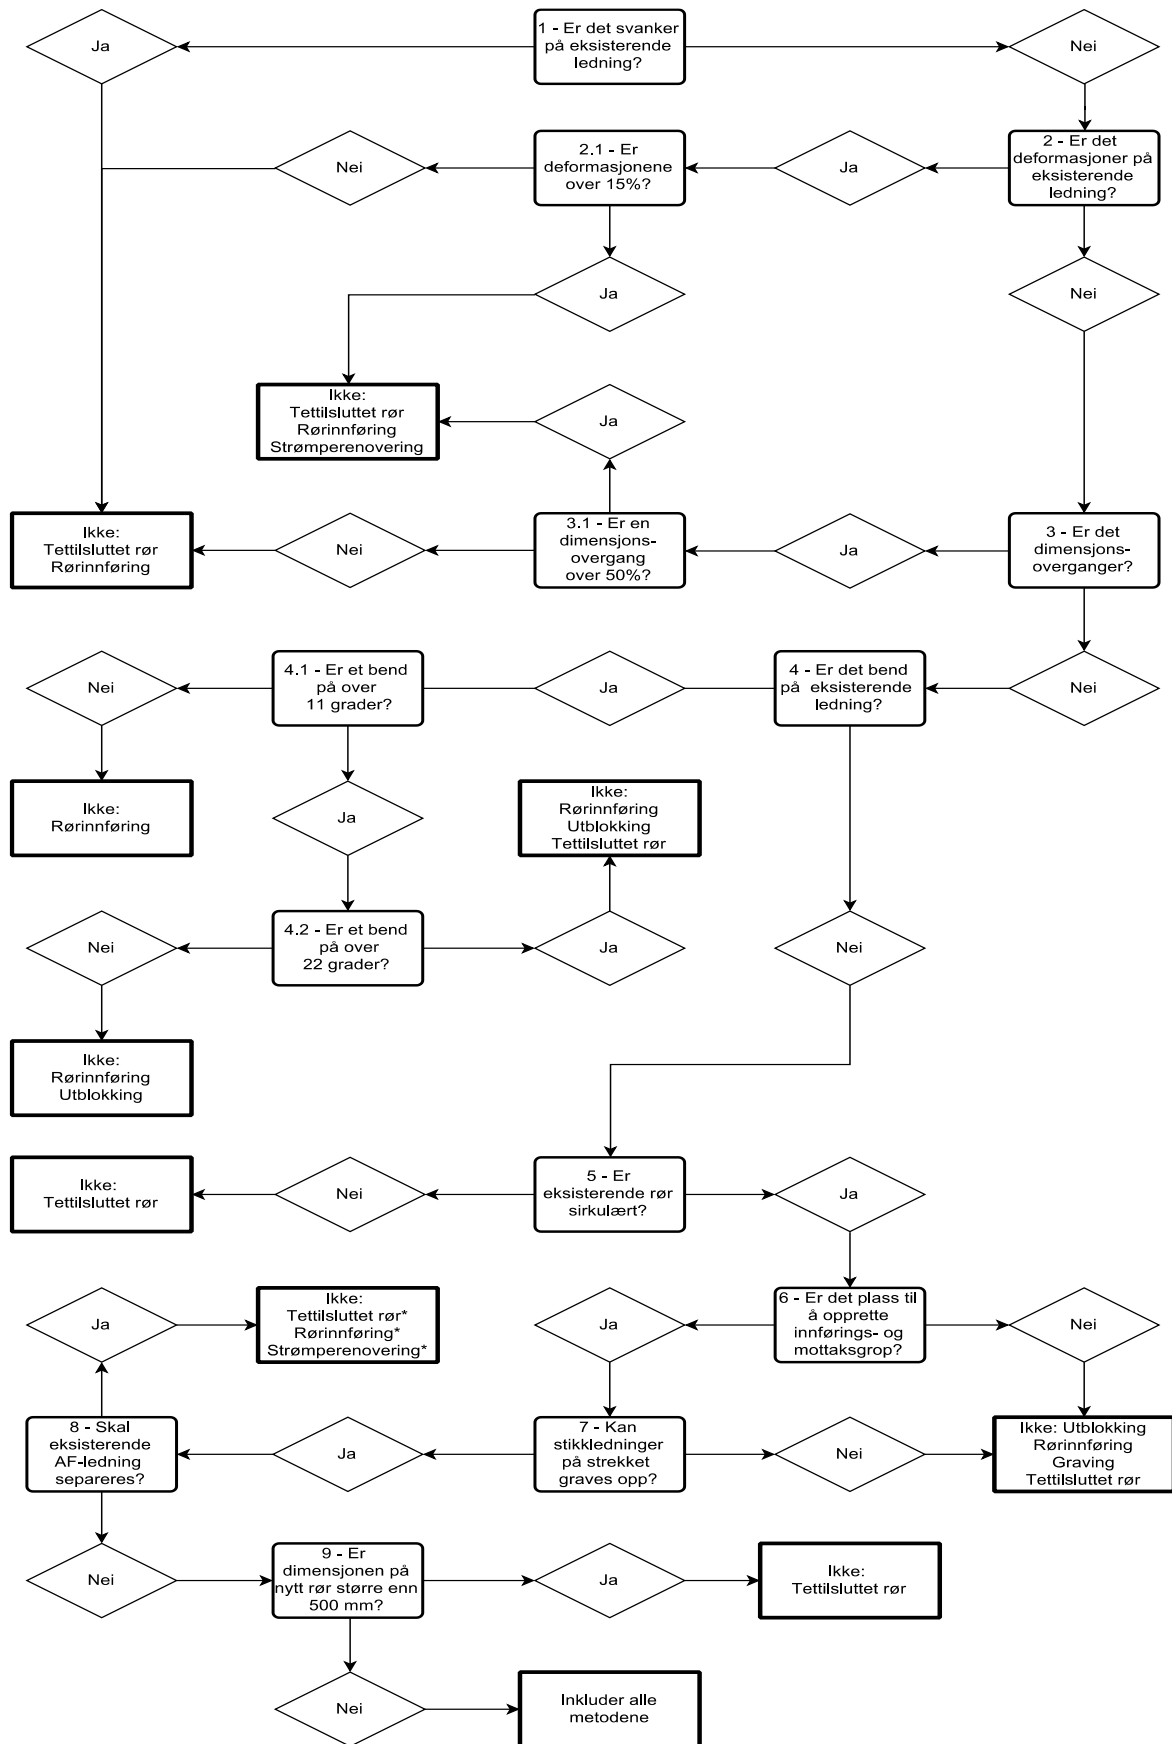 Ja
1 - Er det svanker
på eksisterende
ledning?
Nei
Nei
2.1 - Er
deformasjonene
over 15%?
Ja
2 - Er det
deformasjoner på
eksisterende
ledning?
Ja
Nei
Ikke:
Tettilsluttet rør
Rørinnføring
Strømperenovering
Ja
Ikke:
Tettilsluttet rør
Rørinnføring
Nei
3.1 - Er en
dimensjons-
overgang
over 50%?
Ja
3 - Er det
dimensjons-
overganger?
Nei
4.1 - Er et bend
på over
11 grader?
Ja
4 - Er det bend
på eksisterende
ledning?
Nei
Ikke:
Rørinnføring
Ja
Ikke:
Rørinnføring
Utblokking
Tettilsluttet rør
Nei
4.2 - Er et bend
på over
22 grader?
Ja
Nei
Ikke:
Rørinnføring
Utblokking
Ikke:
Tettilsluttet rør
Nei
5 - Er
eksisterende rør
sirkulært?
Ja
Ja
Ikke:
Tettilsluttet rør*
Rørinnføring*
Strømperenovering*
Ja
6 - Er det plass til
å opprette
innførings- og
mottaksgrop?
Nei
8 - Skal
eksisterende
AF-ledning
separeres?
Ja
7 - Kan
stikkledninger
på strekket
graves opp?
Nei
Ikke: Utblokking
Rørinnføring
Graving
Tettilsluttet rør
Nei
9 - Er
dimensjonen på
nytt rør større enn
500 mm?
Ja
Ikke:
Tettilsluttet rør
Nei
Inkluder alle
metodene